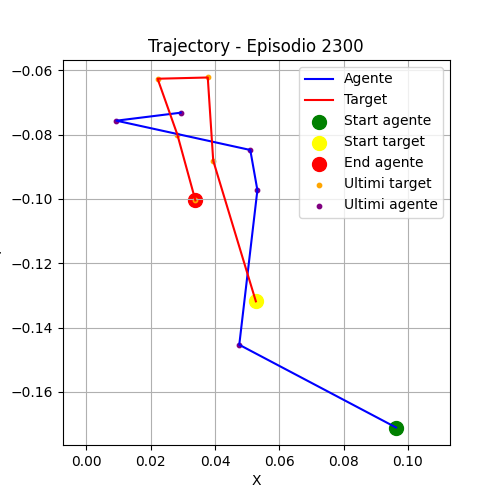 Trajectory - Episodio 2300
Agente
Target
Start agente
Start target
End agente
Ultimi target
Ultimi agente
−0.06
−0.08
−0.10
−0.12
−0.14
−0.16
0.00 0.02 0.04 0.06 0.08 0.10
X